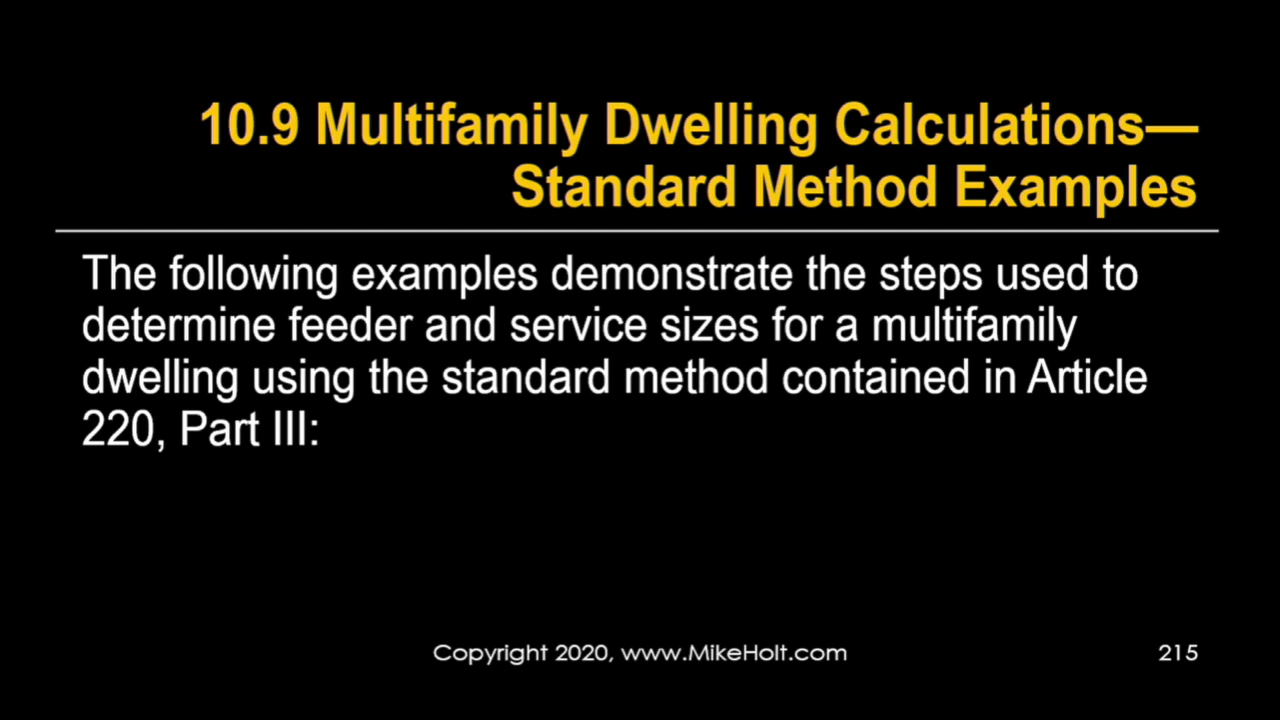 10.9 Multifamily Dwelling Calculations—
Standard Method Examples
The following examples demonstrate the steps used to
determine feeder and service sizes for a multifamily
dwelling using the standard method contained in Article
220, Part III:
Copyright 2020, www.MikeHolt.com
215